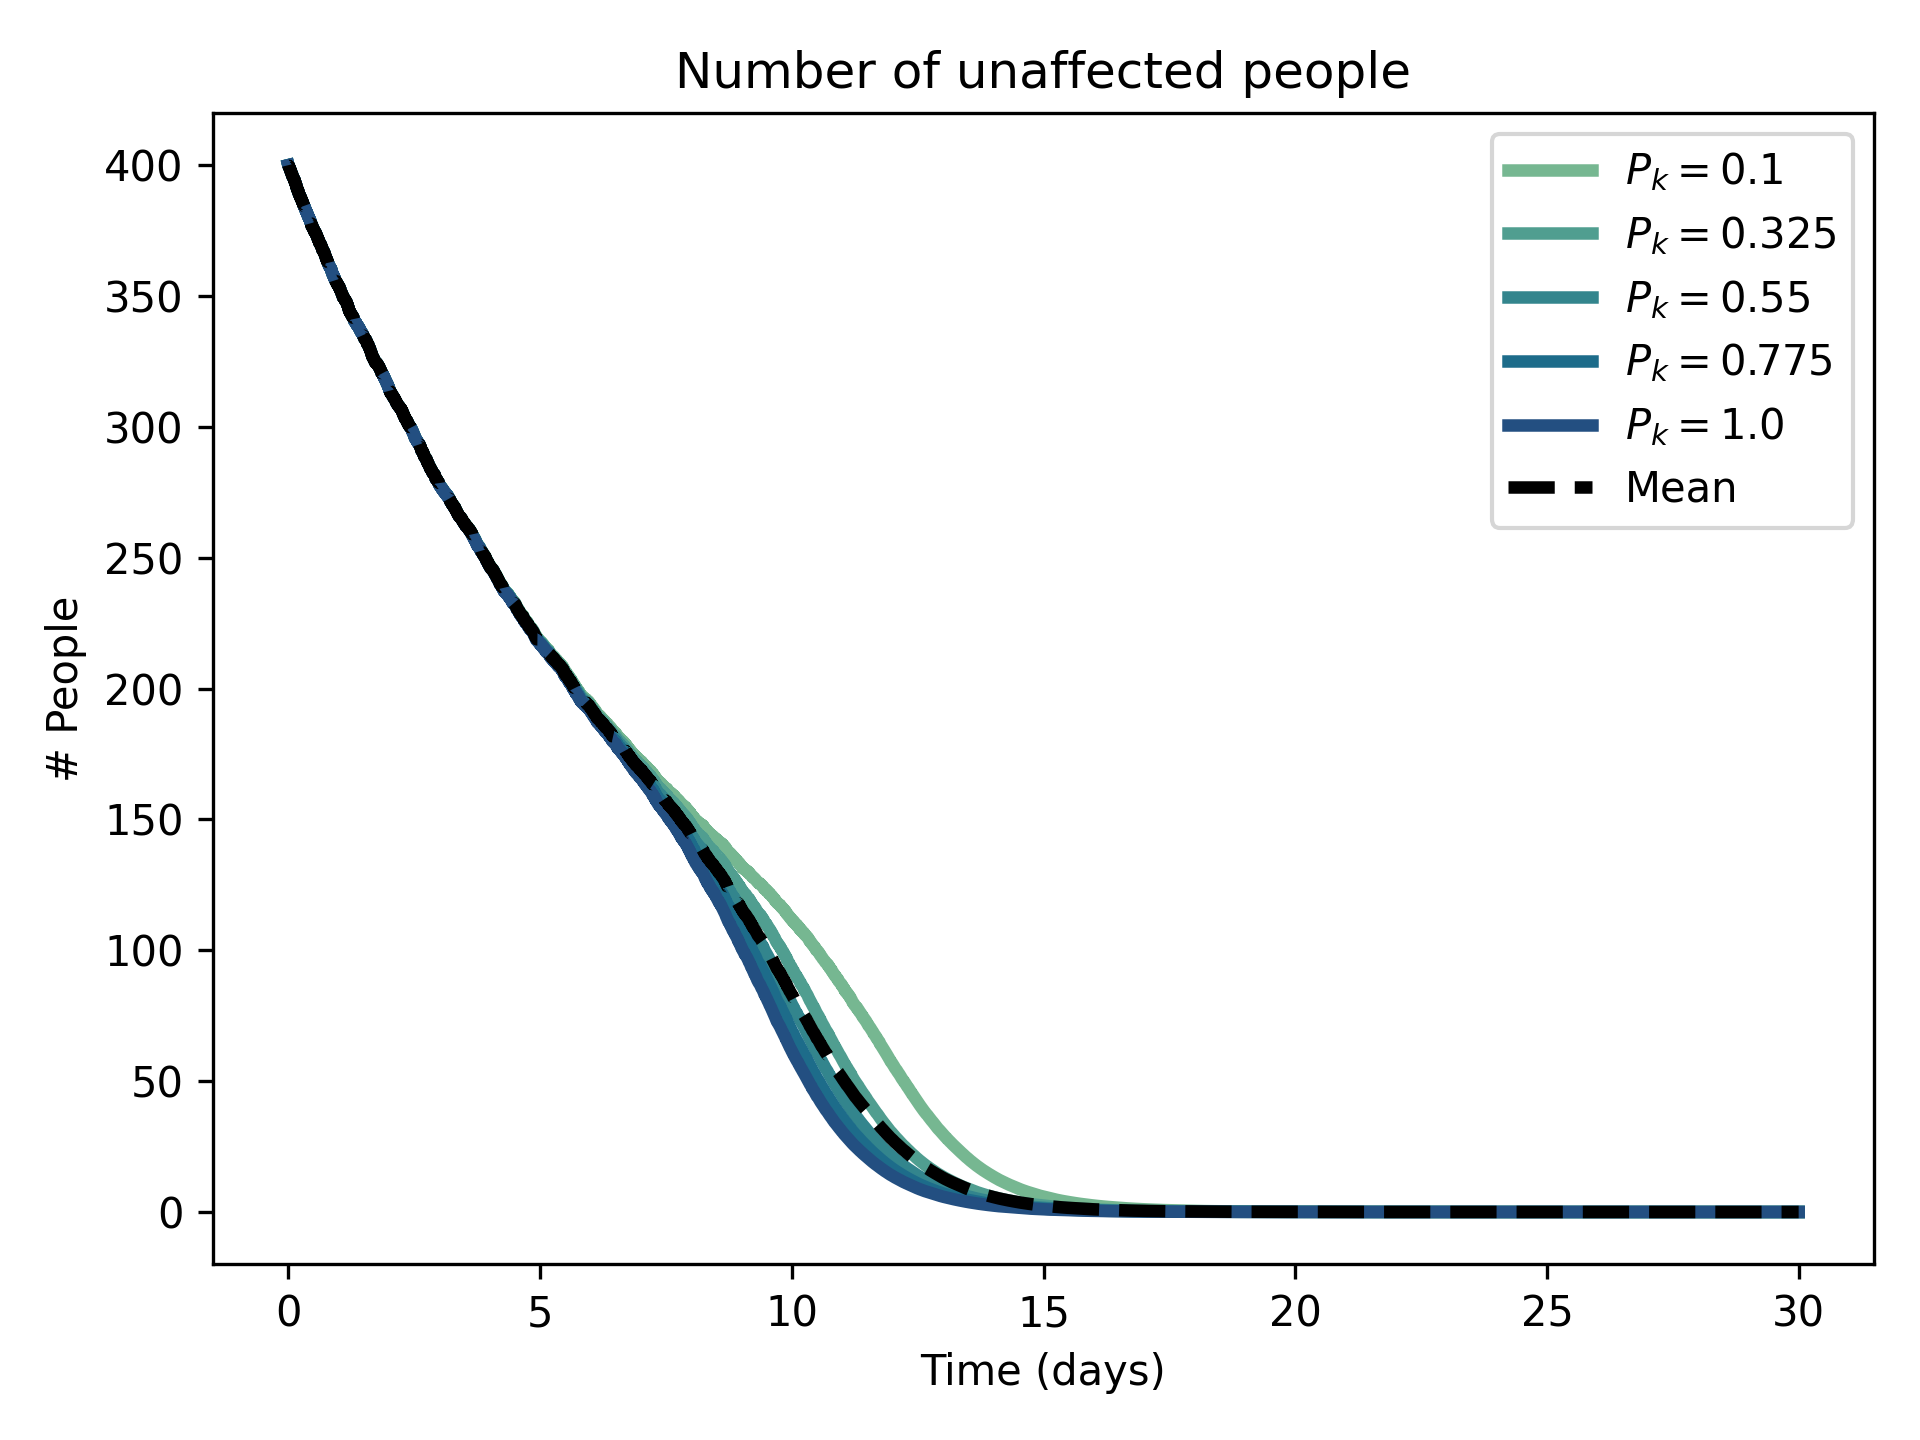 Number of unaffected people
# People
400
350
300
250
200
150
100
50
0
P_k = 0.1
P_k = 0.325
P_k = 0.55
P_k = 0.775
P_k = 1.0
Mean
0 5 10 15 20 25 30
Time (days)